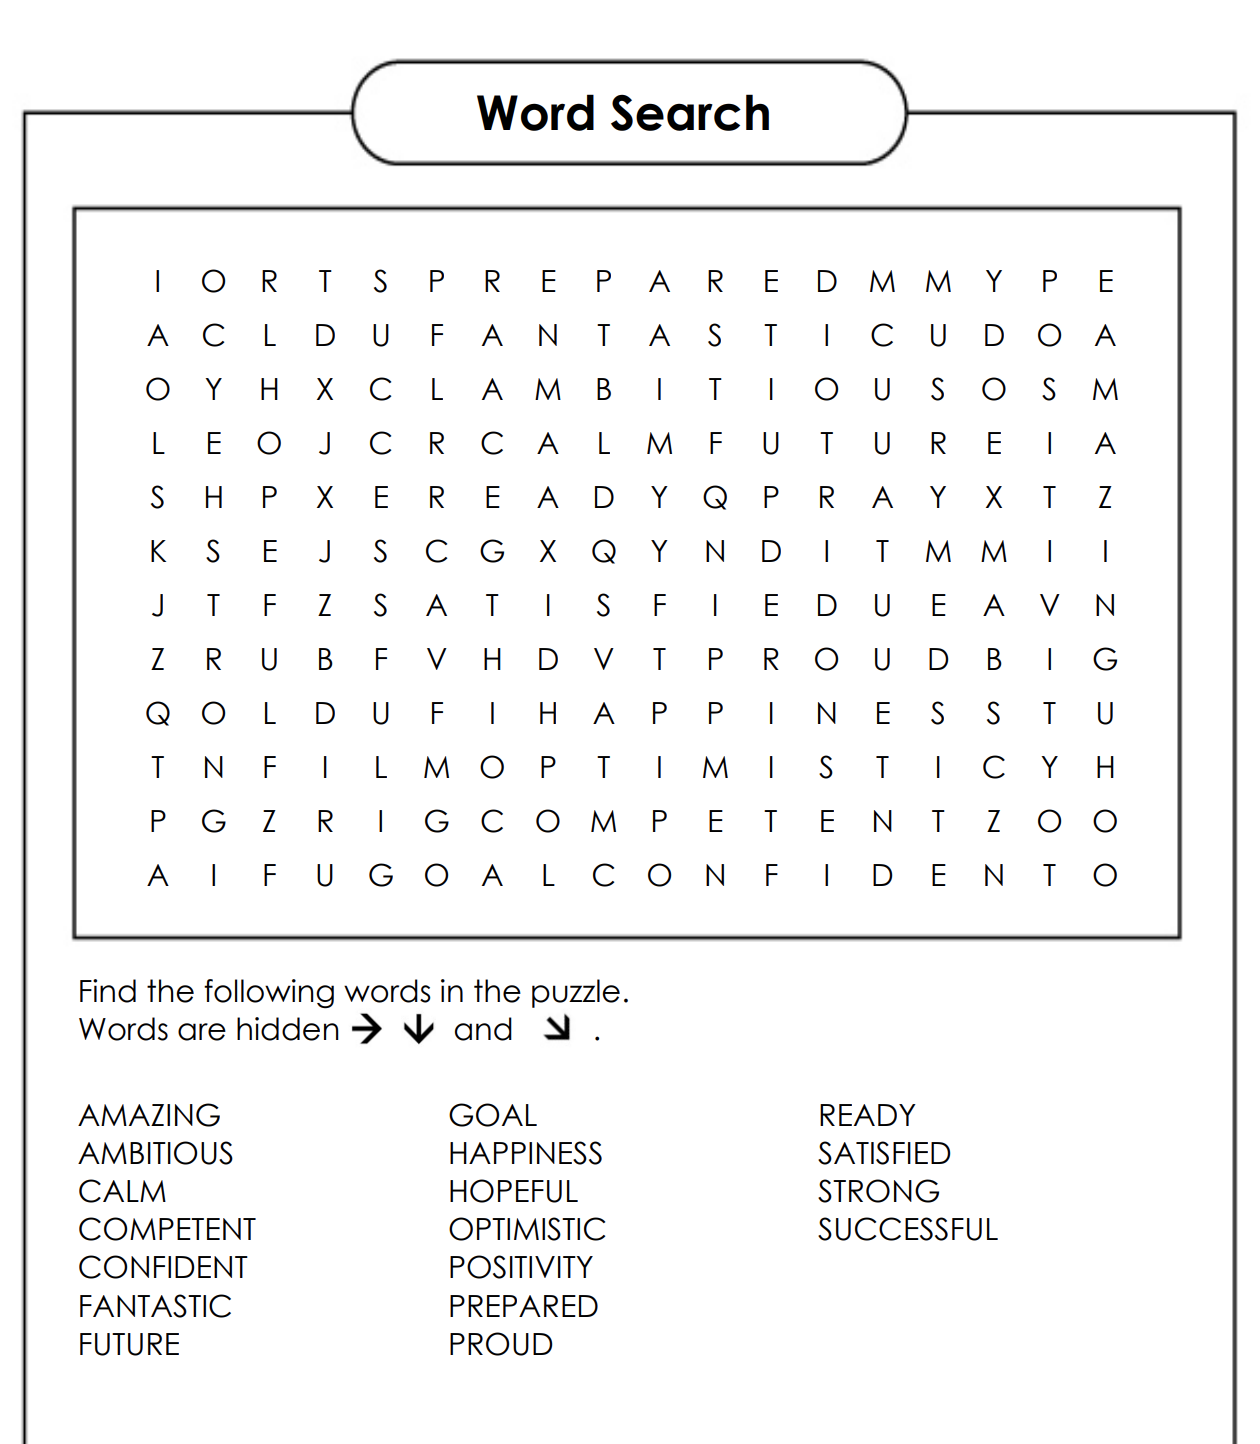 Word Search
I O R T S P R E P A R E D M M Y P E
A C L D U F A N T A S T I C U D O A
O Y H X C L A M B I T I O U S O S M
L E O J C R C A L M F U T U R E I A
S H P X E R E A D Y Q P R A Y X T Z
K S E J S C G X Q Y N D I T M M I I
J T F Z S A T I S F I E D U E A V N
Z R U B F V H D V T P R O U D B I G
Q O L D U F I H A P P I N E S S T U
T N F I L M O P T I M I S T I C Y H
P G Z R I G C O M P E T E N T Z O O
A I F U G O A L C O N F I D E N T O
Find the following words in the puzzle.
Words are hidden → ↓ and ↘ .
AMAZING
AMBITIOUS
CALM
COMPETENT
CONFIDENT
FANTASTIC
FUTURE
GOAL
HAPPINESS
HOPEFUL
OPTIMISTIC
POSITIVITY
PREPARED
PROUD
READY
SATISFIED
STRONG
SUCCESSFUL